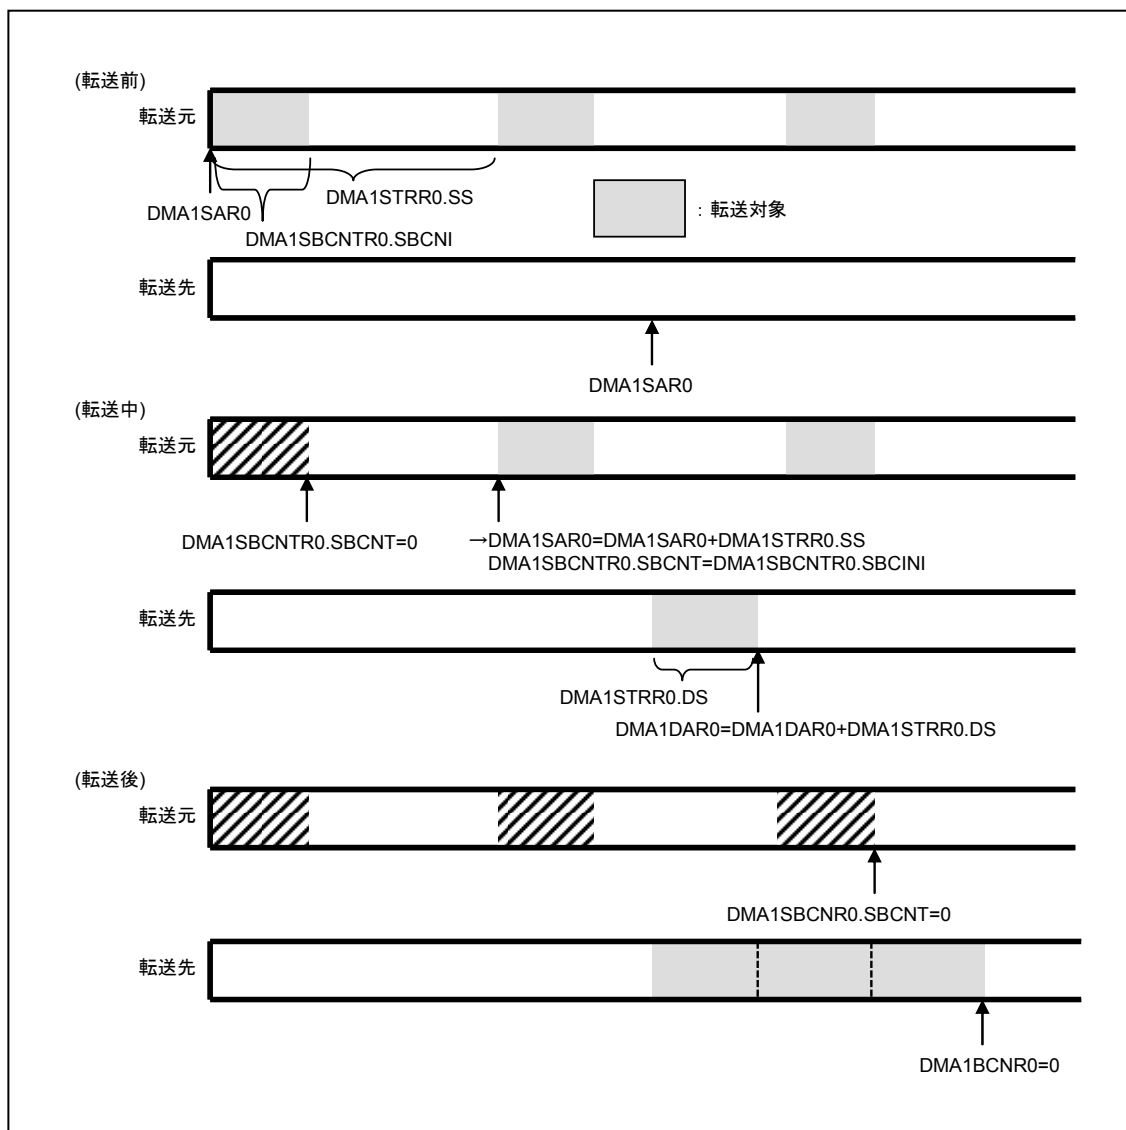 (転送前)
転送元
DMA1STRR0.SS
DMA1SAR0
：転送対象
DMA1SBCNTR0.SBCNI
転送先
DMA1SAR0
(転送中)
転送元
DMA1SBCNTR0.SBCNT=0
→DMA1SAR0=DMA1SAR0+DMA1STRR0.SS
DMA1SBCNTR0.SBCNT=DMA1SBCNTR0.SBCINI
転送先
DMA1STRR0.DS
DMA1DAR0=DMA1DAR0+DMA1STRR0.DS
(転送後)
転送元
DMA1SBCNR0.SBCNT=0
転送先
DMA1BCNR0=0